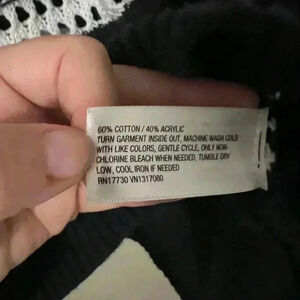 60% COTTON / 40% ACRYLIC
TURN GARMENT INSIDE OUT, MACHINE WASH COLD
WITH LIKE COLORS, GENTLE CYCLE, ONLY NON-
CHLORINE BLEACH WHEN NEEDED, TUMBLE DRY
LOW, COOL IRON IF NEEDED
RN17730 VN1317080